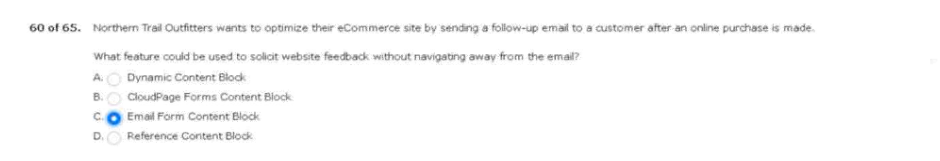 60 of 65. Northern Trail Outfitters wants to optimize their eCommerce site by sending a follow-up email to a customer after an online purchase is made.
What feature could be used to solicit website feedback without navigating away from the email?
A. Dynamic Content Block
B. CloudPage Forms Content Block
C. Email Form Content Block
D. Reference Content Block